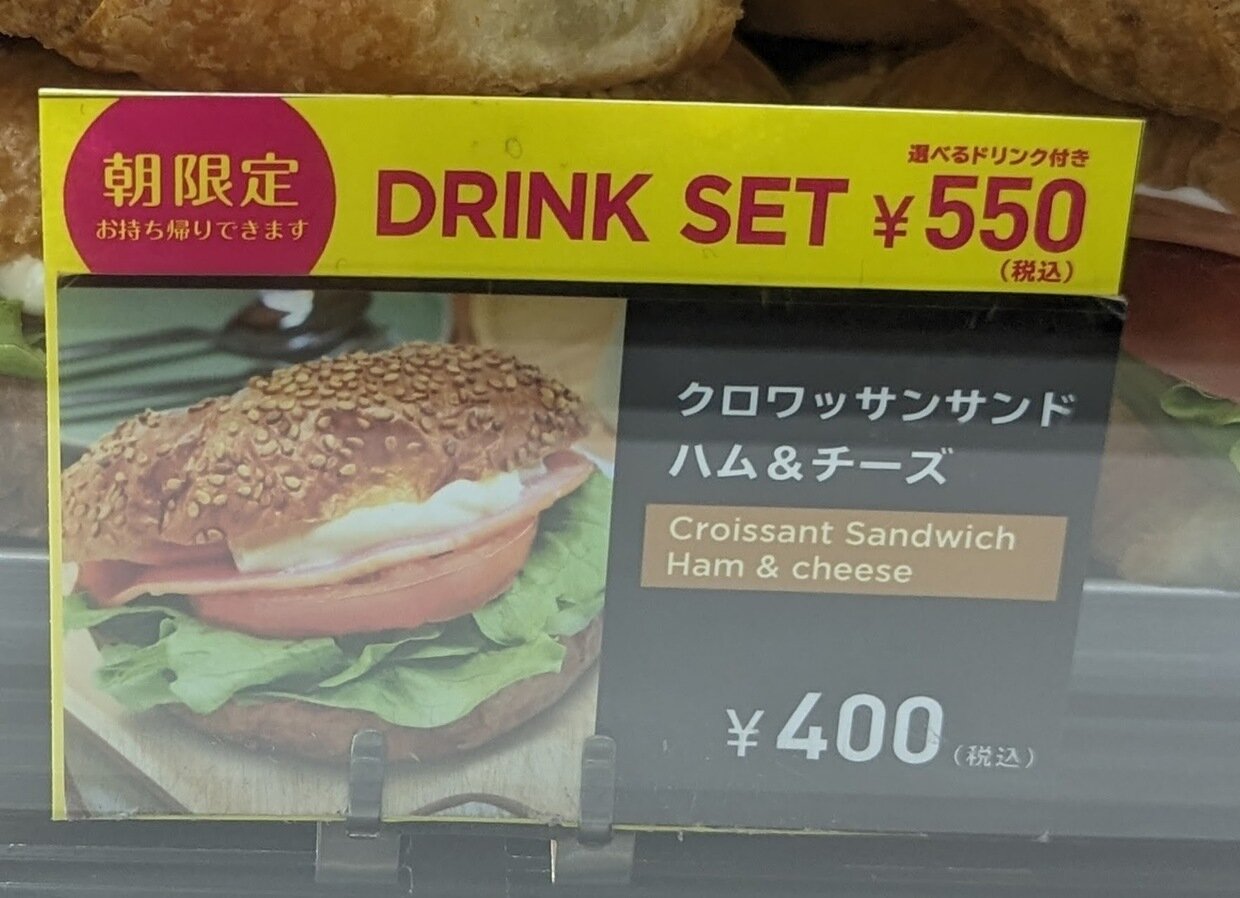 朝限定
お持ち帰りできます
DRINK SET
選べるドリンク付き
¥550
(税込)
クロワッサンサンド
ハム&チーズ
Croissant Sandwich
Ham & cheese
¥400(税込)